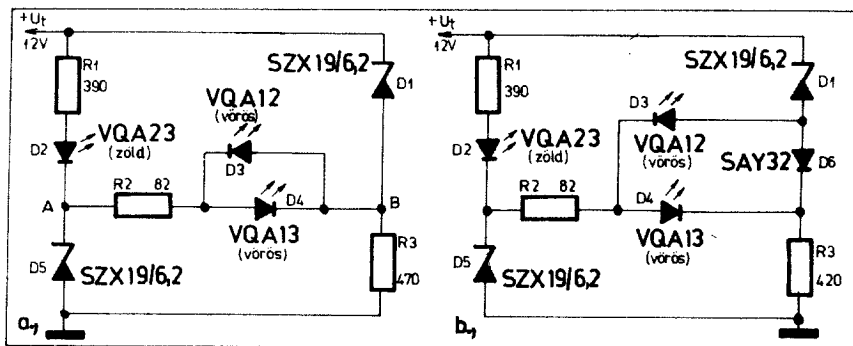 +Ut
12V
R1
390
SZX19/6,2
D1
VQA12
(vörös)
D3
D2
VQA23
(zöld)
A
R2 82
D4
B
VQA13
(vörös)
R3
470
D5
SZX19/6,2
a,
+Ut
12V
R1
390
SZX19/6,2
D1
D3
VQA12
(vörös)
D2
VQA23
(zöld)
SAY32
D6
R2 82
D4
VQA13
(vörös)
R3
420
D5
SZX19/6,2
b,